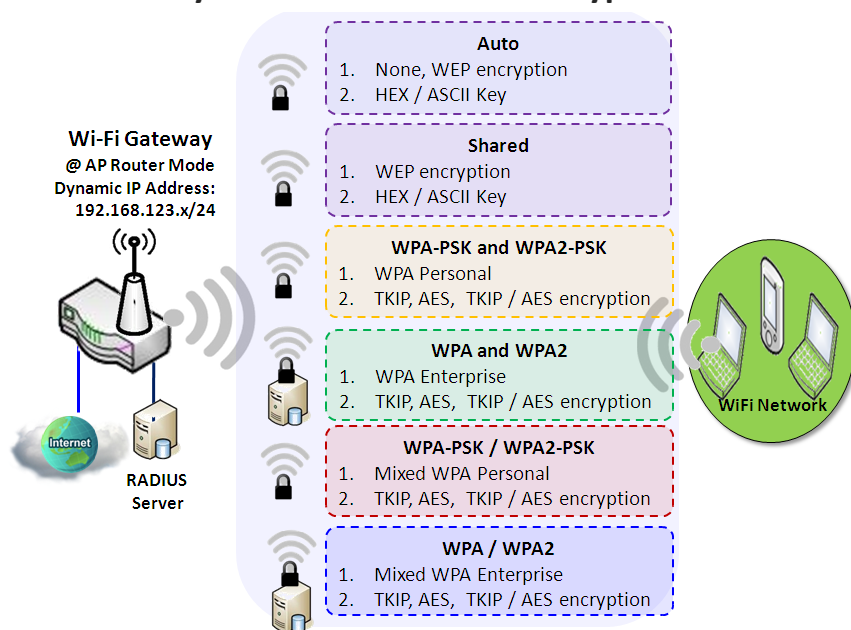 Auto
1. None, WEP encryption
2. HEX / ASCII Key
Wi-Fi Gateway
@ AP Router Mode
Dynamic IP Address:
192.168.123.x/24
Shared
1. WEP encryption
2. HEX / ASCII Key
WPA-PSK and WPA2-PSK
1. WPA Personal
2. TKIP, AES, TKIP / AES encryption
WPA and WPA2
1. WPA Enterprise
2. TKIP, AES, TKIP / AES encryption
WiFi Network
Internet
RADIUS
Server
WPA-PSK / WPA2-PSK
1. Mixed WPA Personal
2. TKIP, AES, TKIP / AES encryption
WPA / WPA2
1. Mixed WPA Enterprise
2. TKIP, AES, TKIP / AES encryption